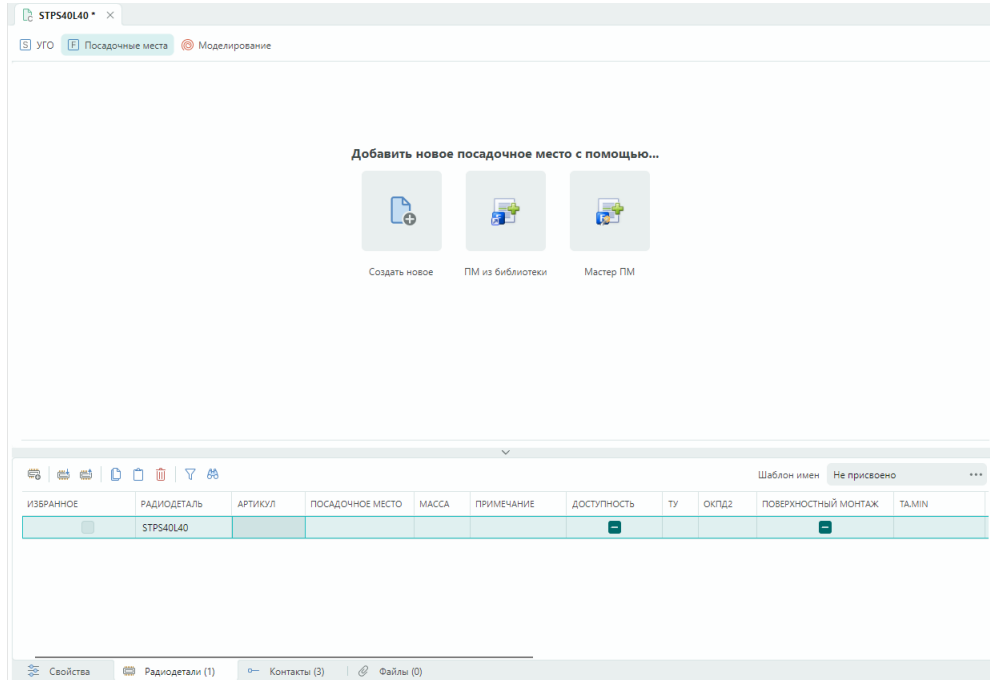 STPS40L40 *
S УГО F Посадочные места Моделирование
Добавить новое посадочное место с помощью...
Создать новое ПМ из библиотеки Мастер ПМ
Шаблон имен Не присвоено ...
ИЗБРАННОЕ РАДИОДЕТАЛЬ АРТИКУЛ ПОСАДОЧНОЕ МЕСТО МАССА ПРИМЕЧАНИЕ ДОСТУПНОСТЬ ТУ ОКПД2 ПОВЕРХНОСТНЫЙ МОНТАЖ TA.MIN
STPS40L40
Свойства Радиодетали (1) Контакты (3) Файлы (0)